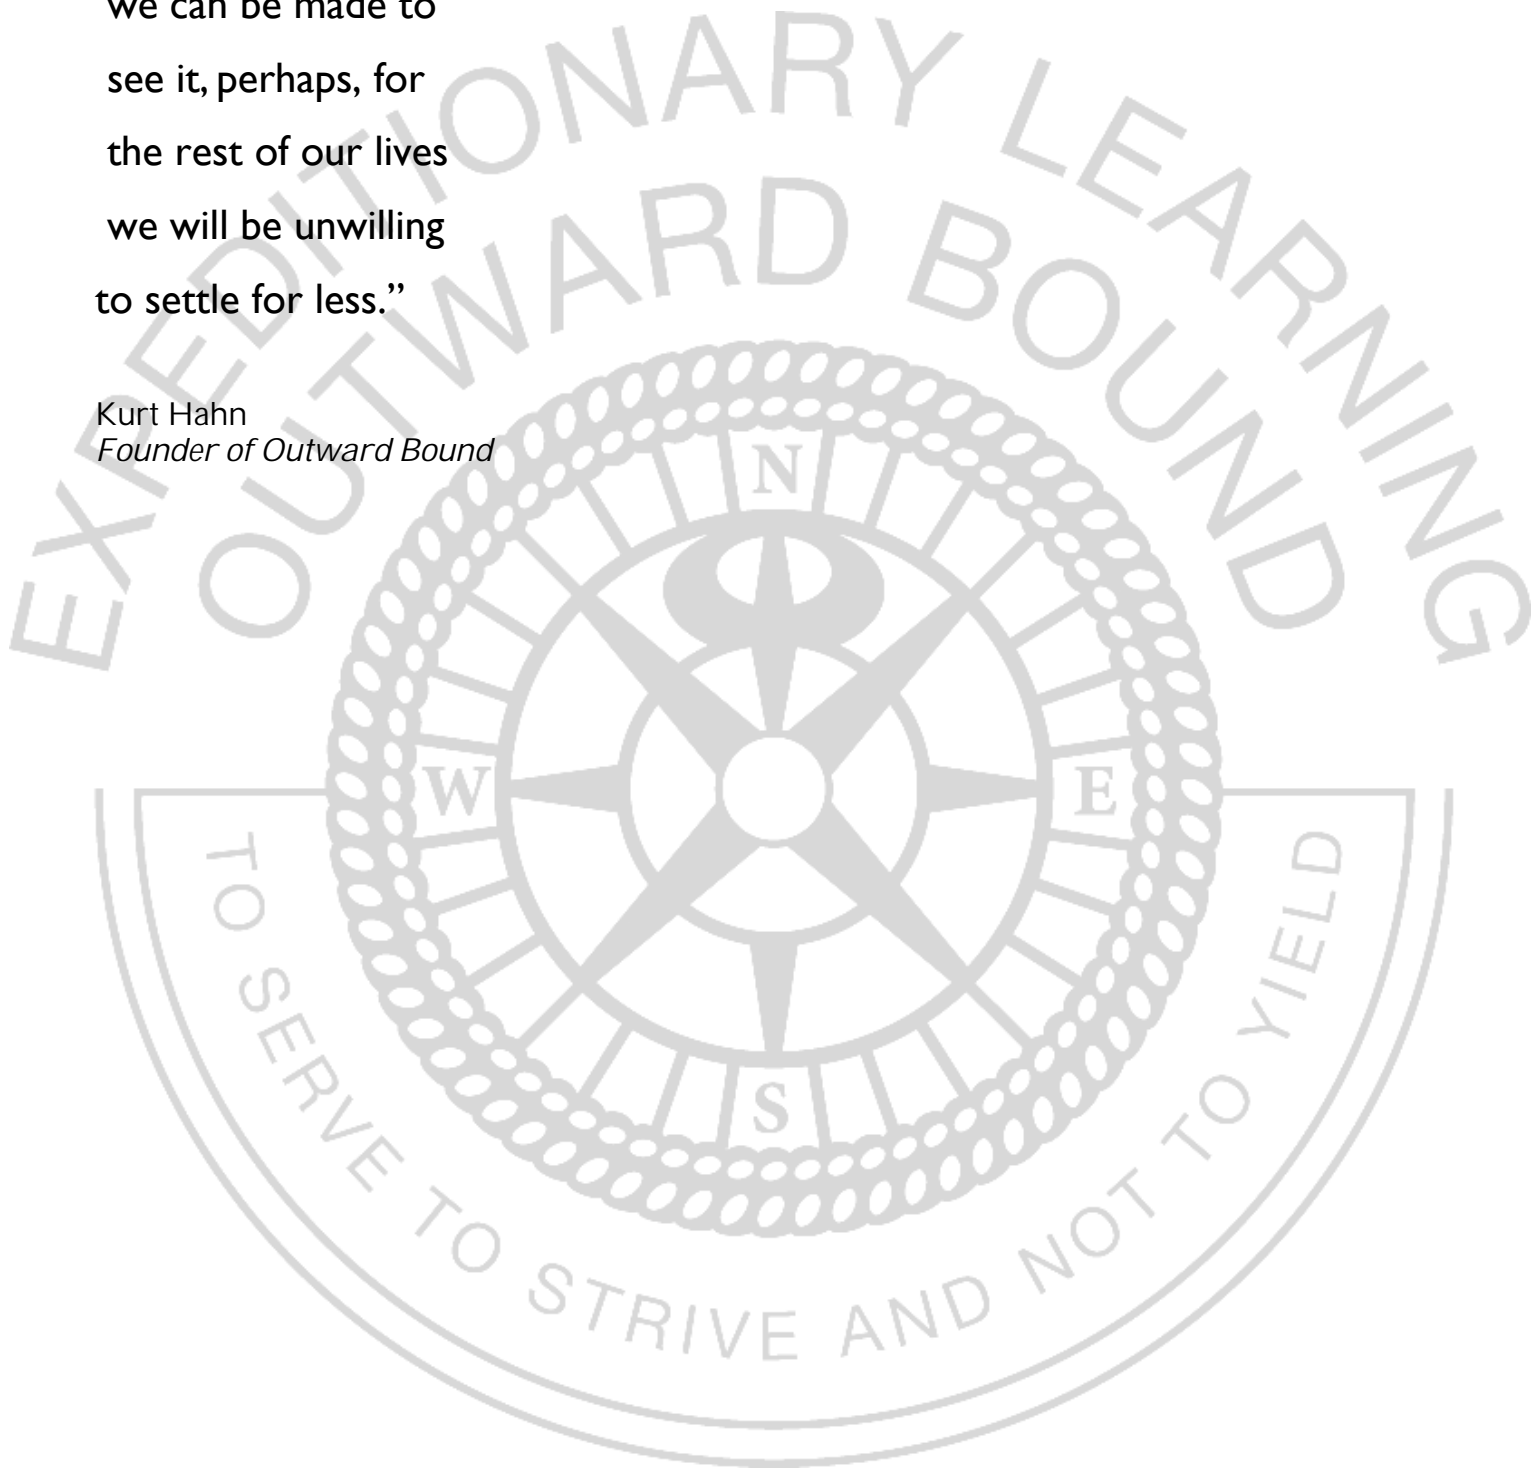 we can be made to
see it, perhaps, for
the rest of our lives
we will be unwilling
to settle for less.”
Kurt Hahn
Founder of Outward Bound
EXPEDITIONARY LEARNING
OUTWARD BOUND
N
W
E
S
TO SERVE TO STRIVE AND NOT TO YIELD